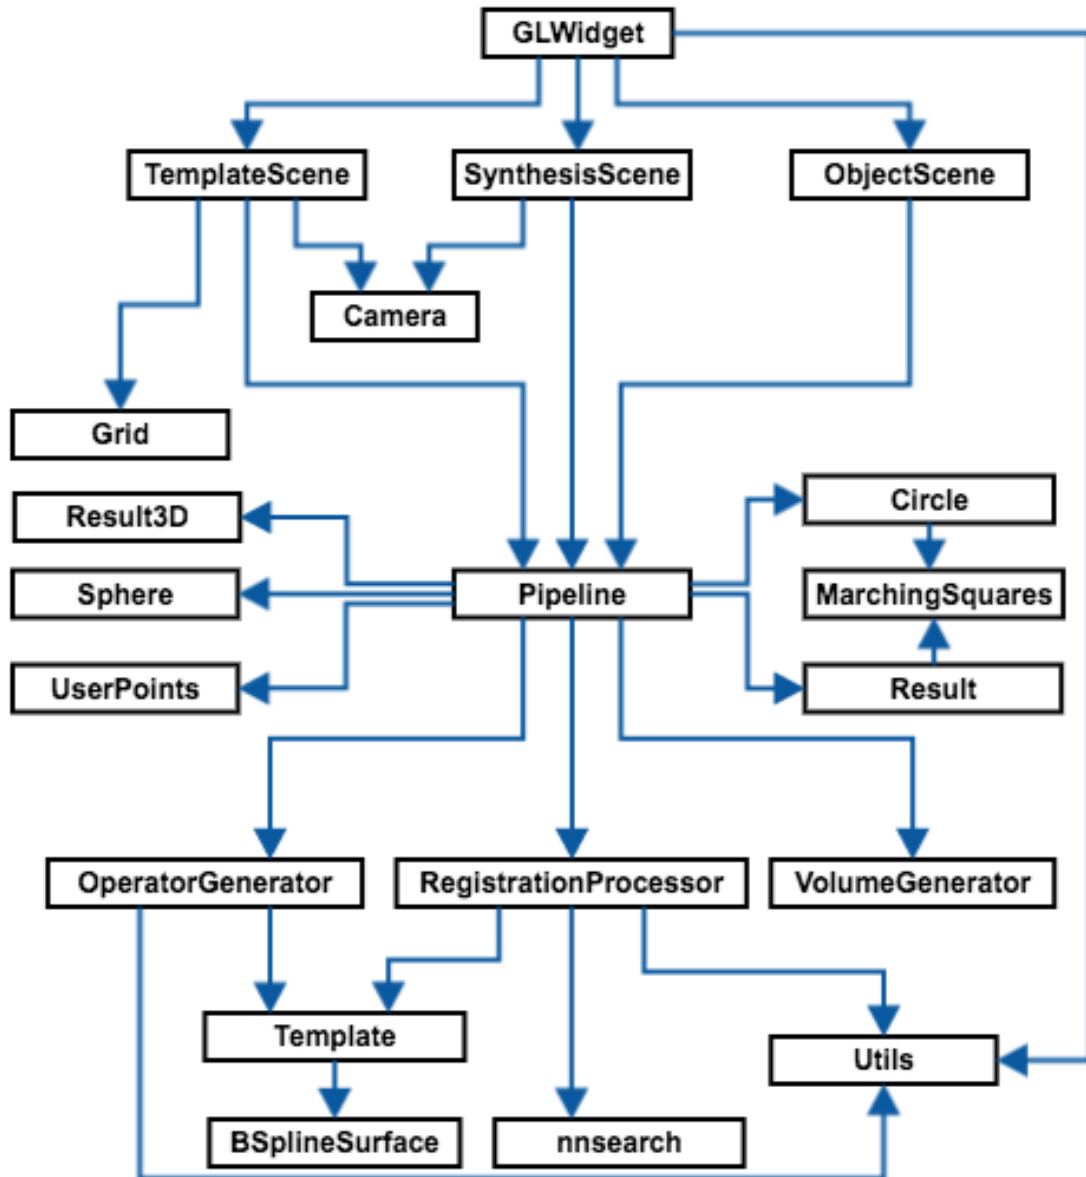 GLWidget
TemplateScene
SynthesisScene
ObjectScene
Camera
Grid
Result3D
Circle
Sphere
Pipeline
MarchingSquares
UserPoints
Result
OperatorGenerator
RegistrationProcessor
VolumeGenerator
Template
Utils
BSplineSurface
nnsearch